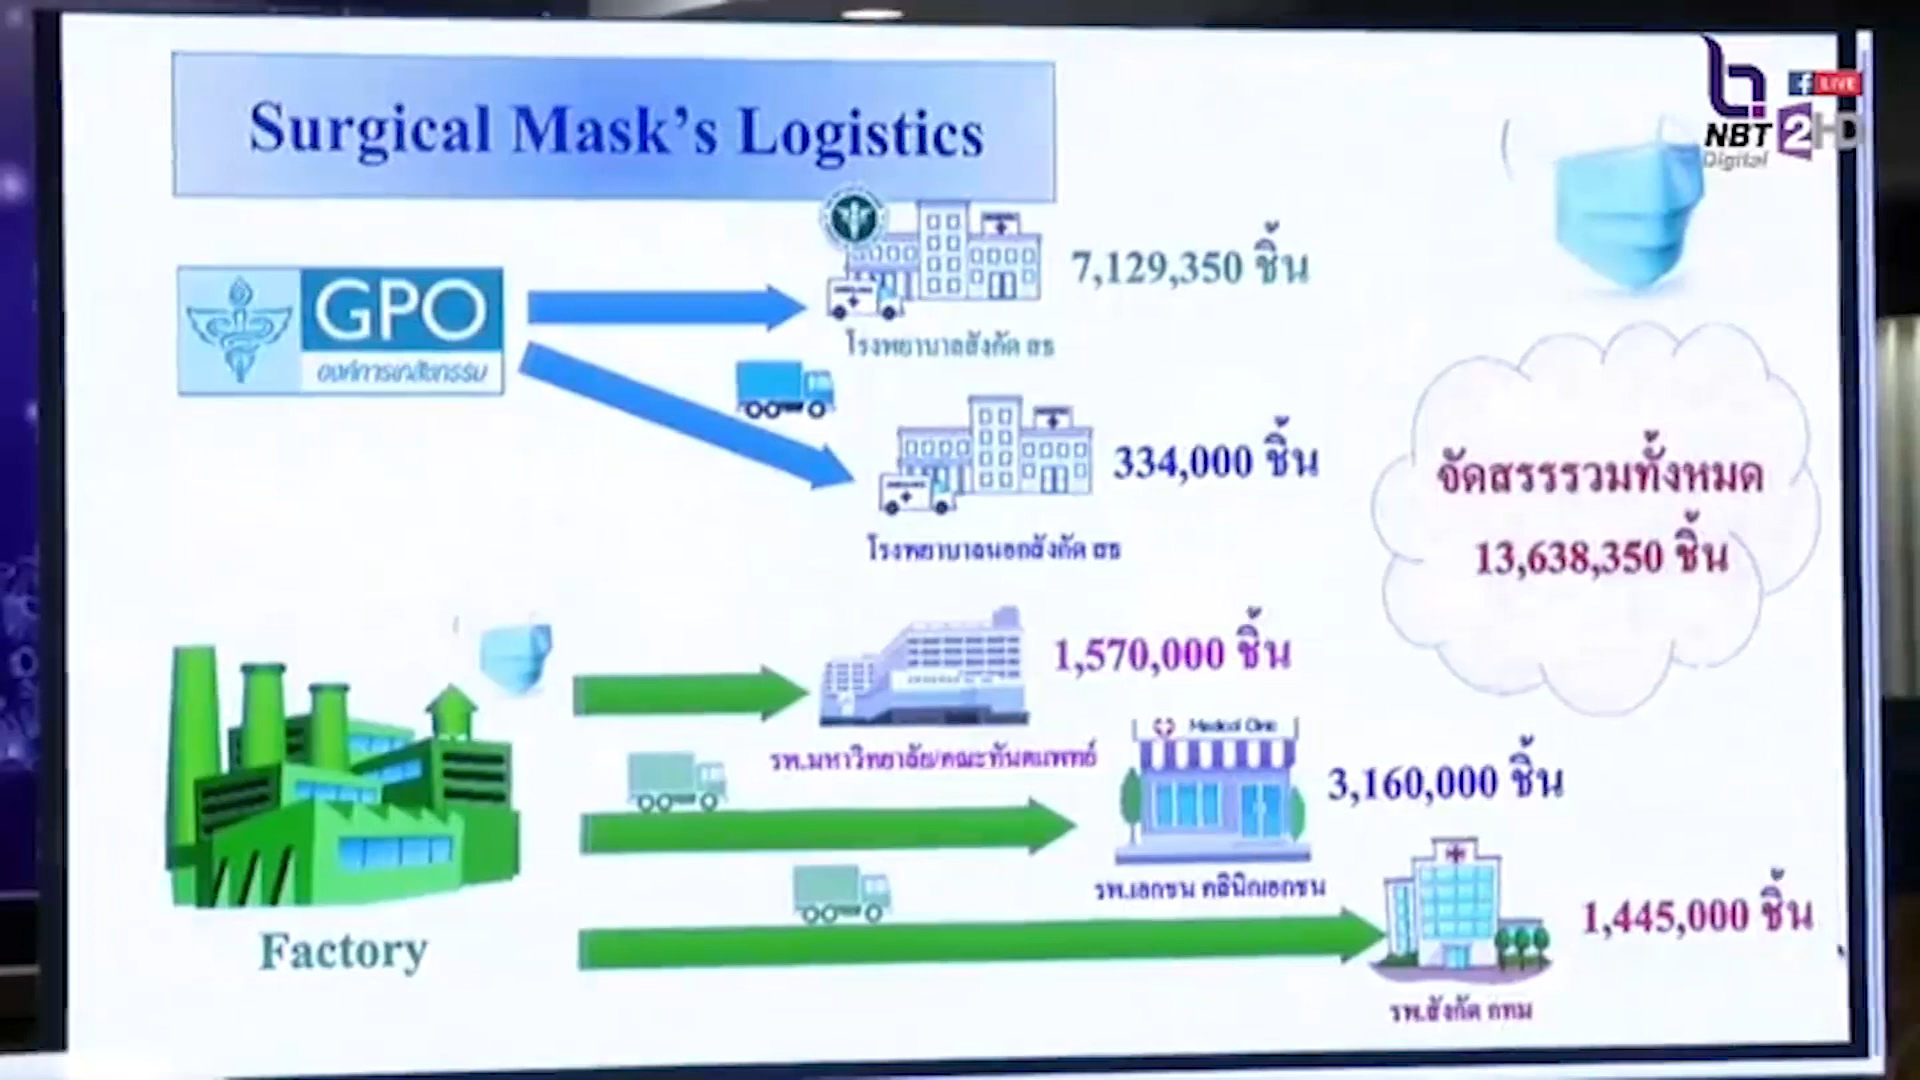 Surgical Mask's Logistics
LIVE
NBT 2HD
Digital
GPO
องค์การเภสัชกรรม
7,129,350 ชิ้น
โรงพยาบาลสังกัด สธ
334,000 ชิ้น
โรงพยาบาลนอกสังกัด สธ
จัดสรรรวมทั้งหมด
13,638,350 ชิ้น
1,570,000 ชิ้น
รพ.มหาวิทยาลัย/คณะทันตแพทย์
Medical Clinic
3,160,000 ชิ้น
รพ.เอกชน คลินิกเอกชน
Factory
1,445,000 ชิ้น
รพ.สังกัด กทม